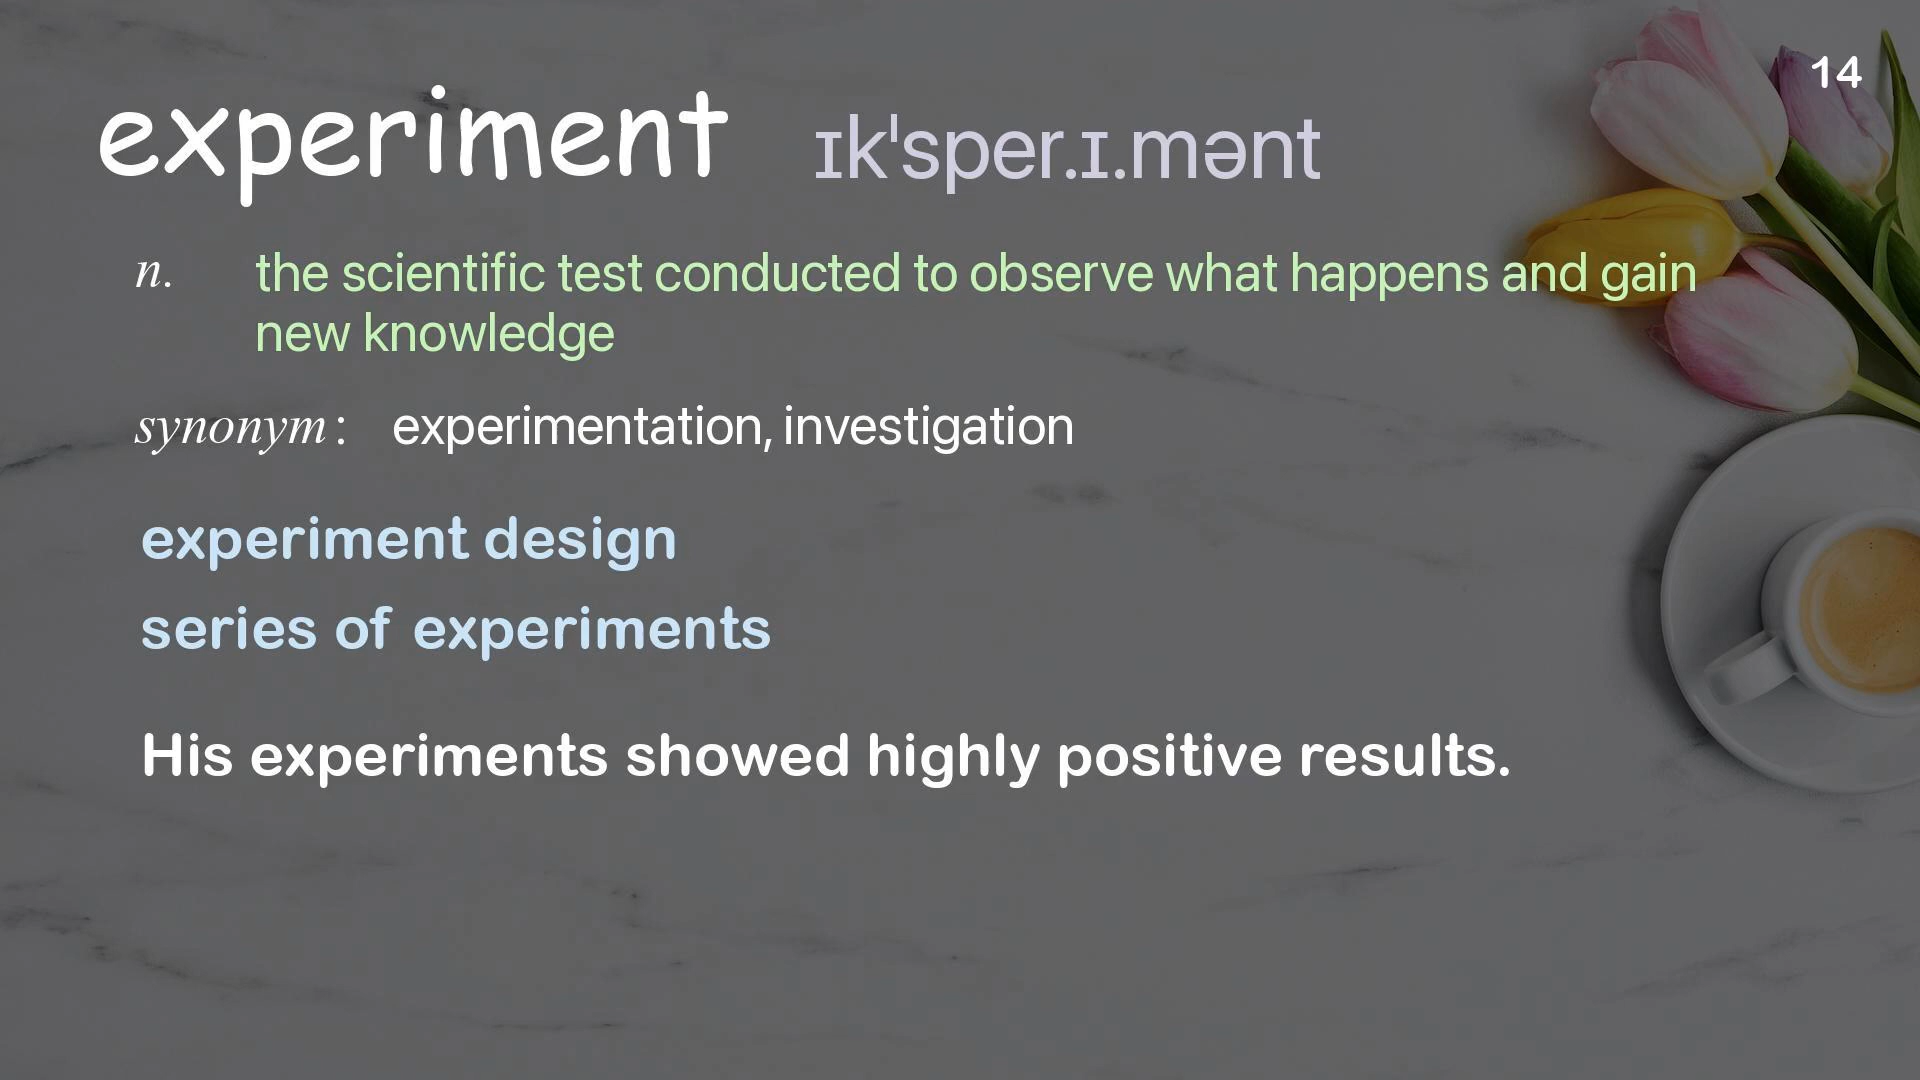 14
experiment ɪkˈsper.ɪ.mənt
n. the scientific test conducted to observe what happens and gain
new knowledge
synonym: experimentation, investigation
experiment design
series of experiments
His experiments showed highly positive results.